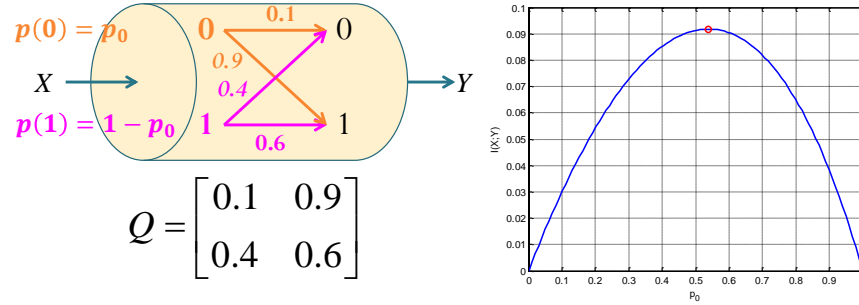 p(0) = p₀
0
0.1
0
0.9
X
0.4
Y
p(1) = 1 − p₀
1
0.6
1
Q = [0.1 0.9
0.4 0.6]
I(X;Y)
0.1
0.09
0.08
0.07
0.06
0.05
0.04
0.03
0.02
0.01
0
0 0.1 0.2 0.3 0.4 0.5 0.6 0.7 0.8 0.9
p₀